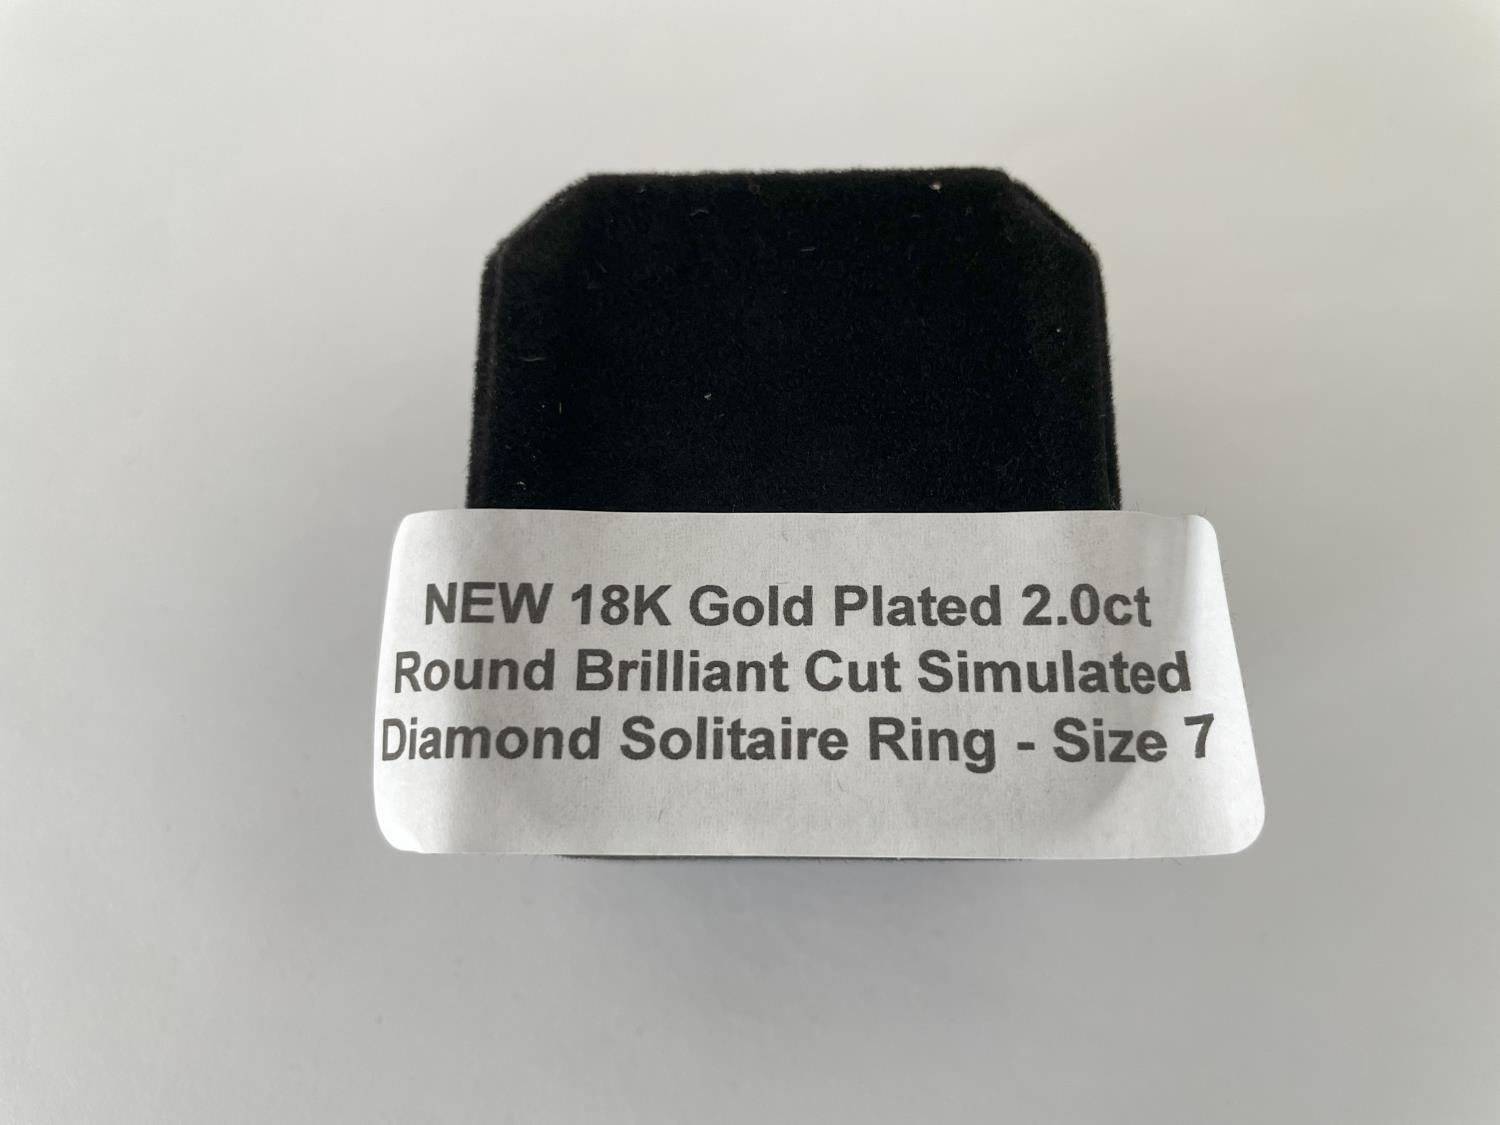 NEW 18K Gold Plated 2.0ct
Round Brilliant Cut Simulated
Diamond Solitaire Ring - Size 7